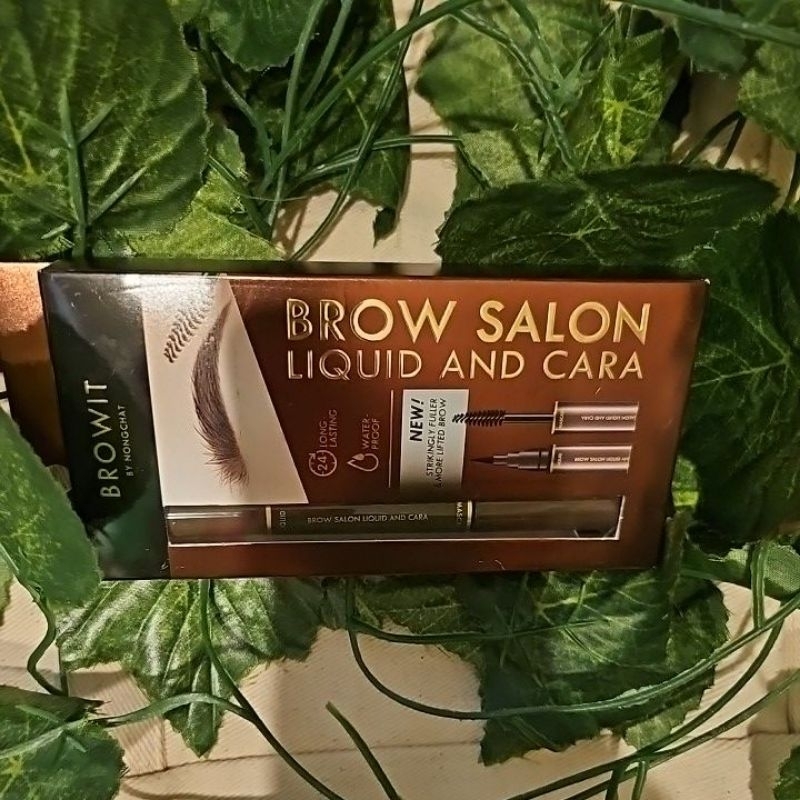 BROWIT
BY NONGCHAT
BROW SALON
LIQUID AND CARA
24
LONG
LASTING
WATER
PROOF
NEW!
STRIKINGLY FULLER
& MORE LIFTED BROW
BROW SALON LIQUID AND CARA